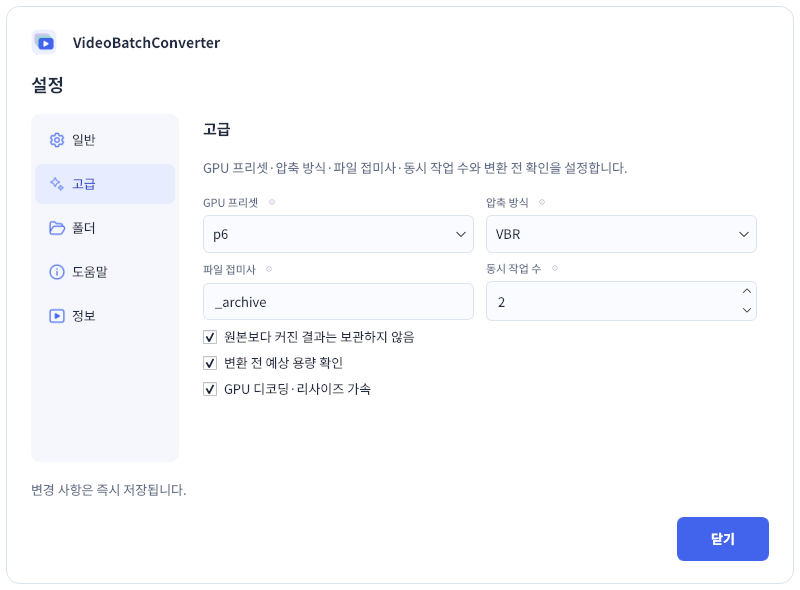 VideoBatchConverter
설정
일반
고급
폴더
도움말
정보
고급
GPU 프리셋·압축 방식·파일 접미사·동시 작업 수와 변환 전 확인을 설정합니다.
GPU 프리셋
압축 방식
p6
VBR
파일 접미사
동시 작업 수
_archive
2
원본보다 커진 결과는 보관하지 않음
변환 전 예상 용량 확인
GPU 디코딩·리사이즈 가속
변경 사항은 즉시 저장됩니다.
닫기